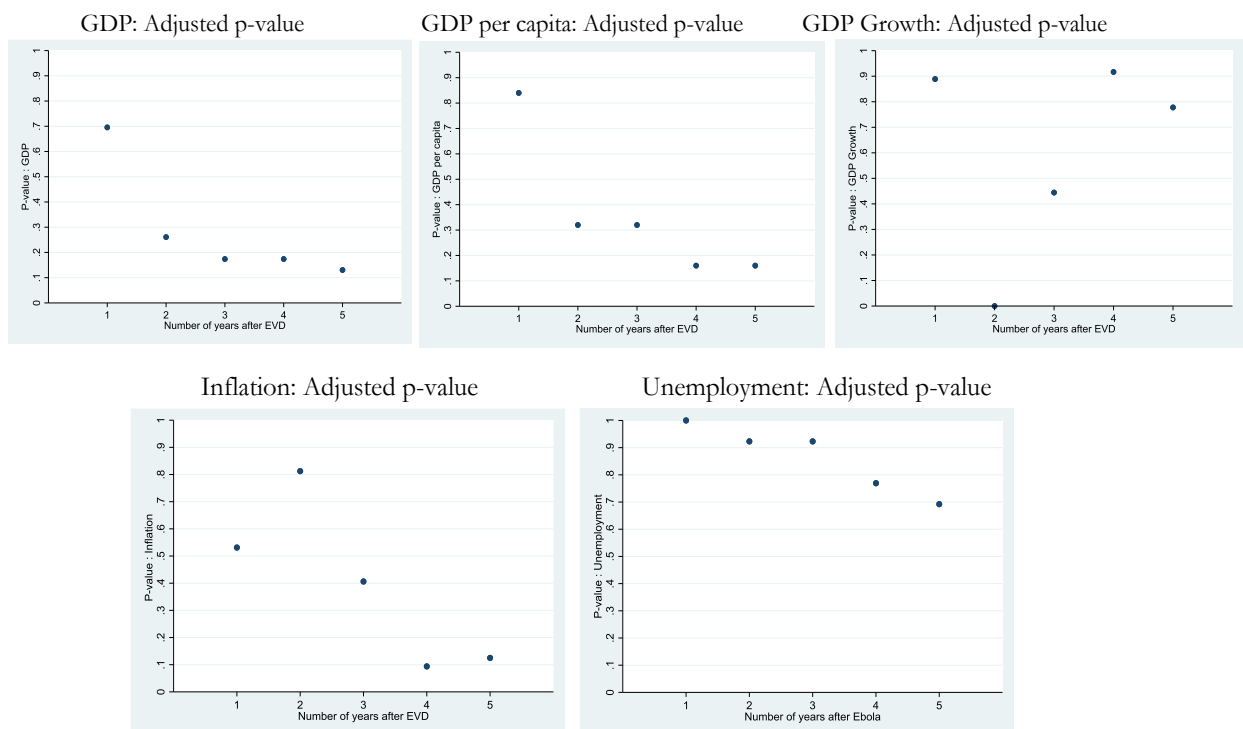 GDP: Adjusted p-value
P-value : GDP
0 .1 .2 .3 .4 .5 .6 .7 .8 .9 1
1 2 3 4 5
Number of years after EVD
GDP per capita: Adjusted p-value
P-value : GDP per capita
0 .1 .2 .3 .4 .5 .6 .7 .8 .9 1
1 2 3 4 5
Number of years after EVD
GDP Growth: Adjusted p-value
P-value : GDP Growth
0 .1 .2 .3 .4 .5 .6 .7 .8 .9 1
1 2 3 4 5
Number of years after EVD
Inflation: Adjusted p-value
P-value : Inflation
0 .1 .2 .3 .4 .5 .6 .7 .8 .9 1
1 2 3 4 5
Number of years after EVD
Unemployment: Adjusted p-value
P-value : Unemployment
0 .1 .2 .3 .4 .5 .6 .7 .8 .9 1
1 2 3 4 5
Number of years after Ebola